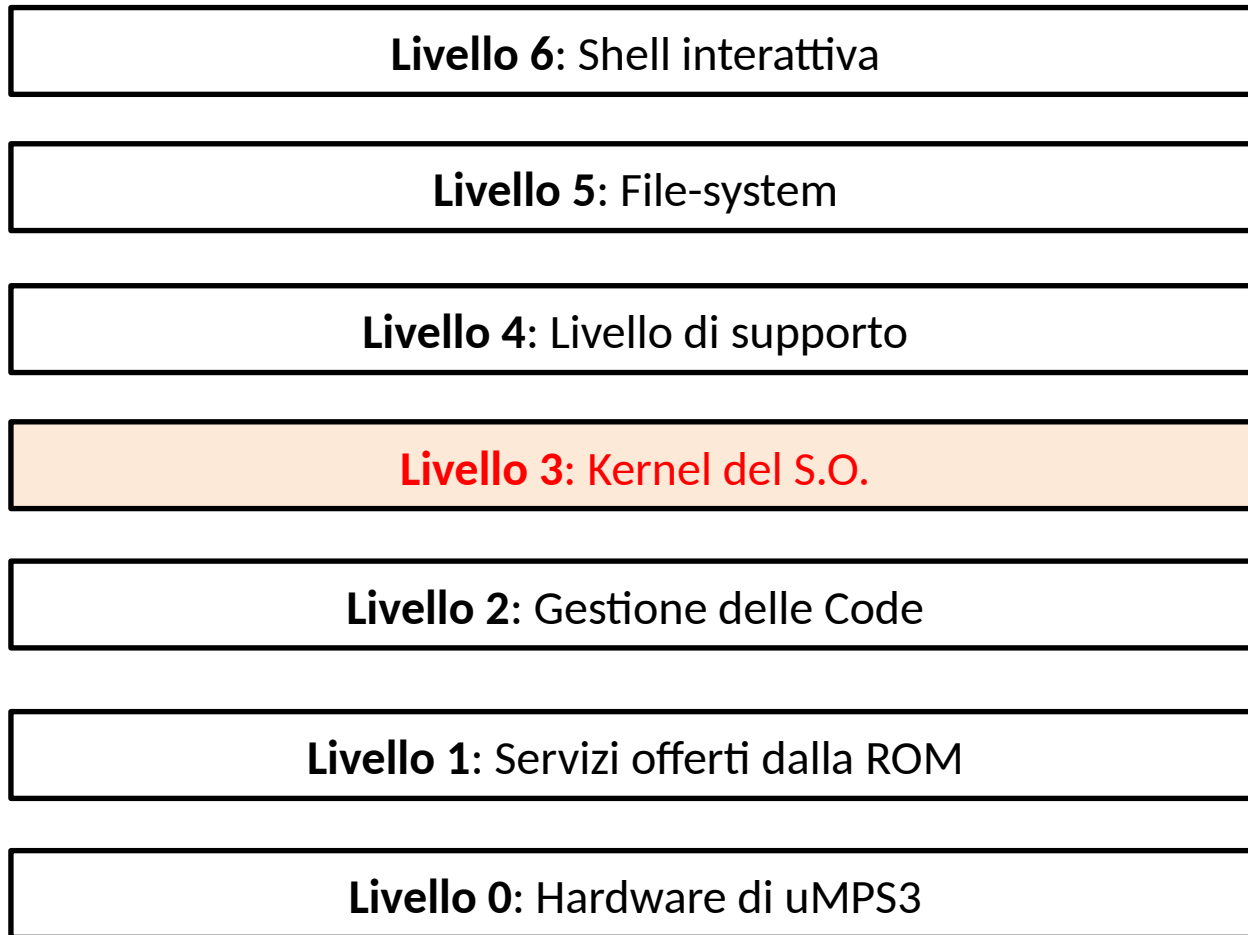 Livello 6: Shell interattiva
Livello 5: File-system
Livello 4: Livello di supporto
Livello 3: Kernel del S.O.
Livello 2: Gestione delle Code
Livello 1: Servizi offerti dalla ROM
Livello 0: Hardware di uMPS3